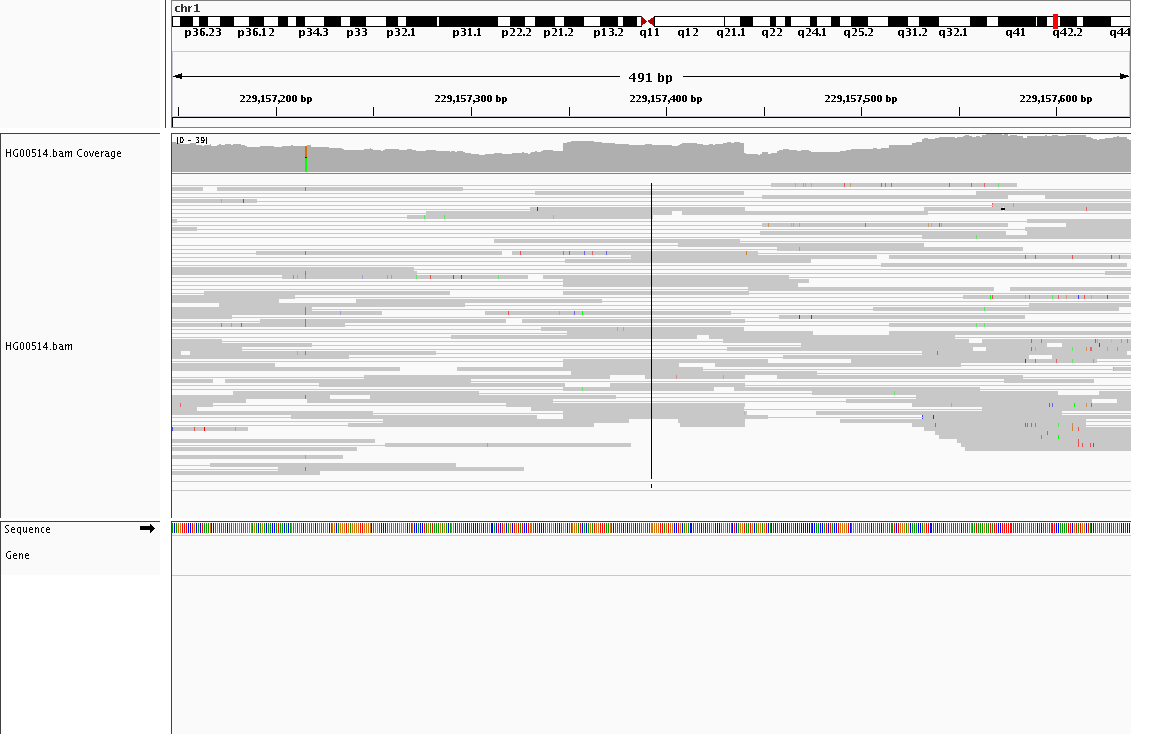 chr1
p36.23 p36.12 p34.3 p33 p32.1 p31.1 p22.2 p21.2 p13.2 q11 q12 q21.1 q22 q24.1 q25.2 q31.2 q32.1 q41 q42.2 q44
491 bp
229,157,200 bp 229,157,300 bp 229,157,400 bp 229,157,500 bp 229,157,600 bp
[0 - 39]
HG00514.bam Coverage
HG00514.bam
Sequence
Gene